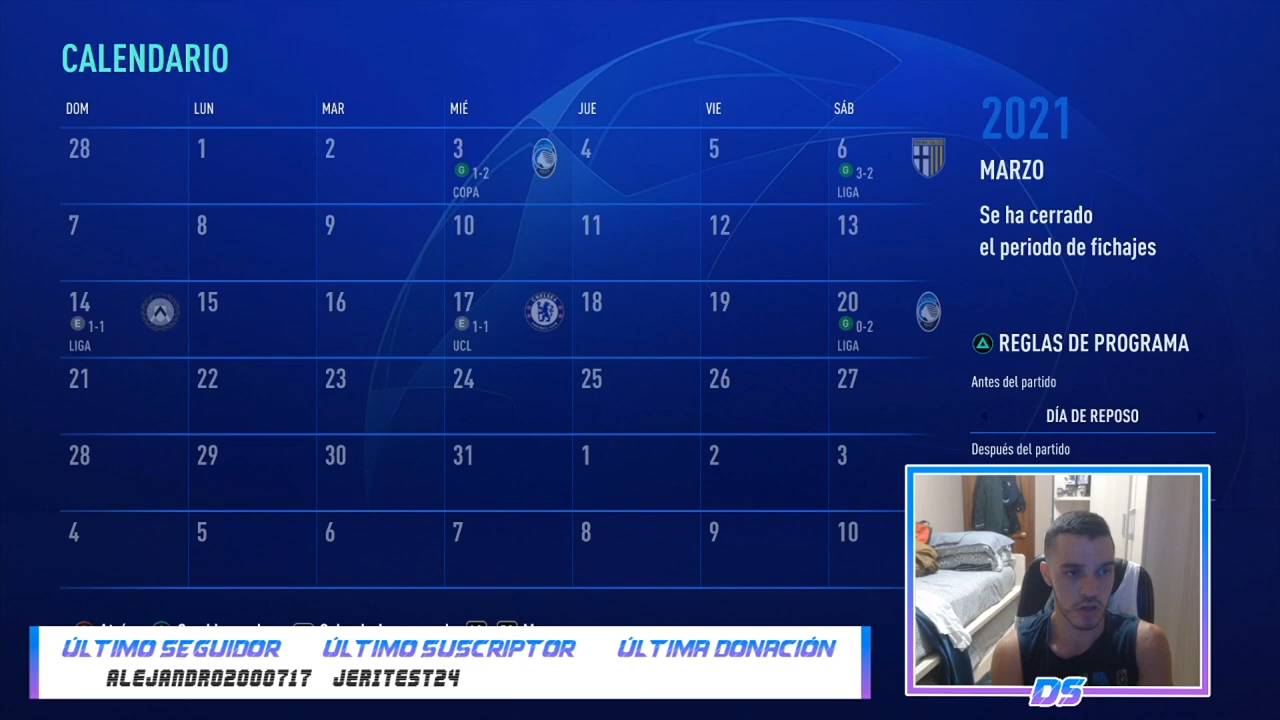 CALENDARIO
DOM LUN MAR MIÉ JUE VIE SÁB
28 1 2 3 4 5 6
G 1-2 G 3-2
COPA LIGA
7 8 9 10 11 12 13
14 15 16 17 18 19 20
E 1-1 E 1-1 G 0-2
LIGA UCL LIGA
21 22 23 24 25 26 27
28 29 30 31 1 2 3
4 5 6 7 8 9 10
2021
MARZO
Se ha cerrado
el periodo de fichajes
REGLAS DE PROGRAMA
Antes del partido
DÍA DE REPOSO
Después del partido
ÚLTIMO SEGUIDOR ÚLTIMO SUSCRIPTOR ÚLTIMA DONACIÓN
ALEJANDRO2000717 JERITEST24
DS